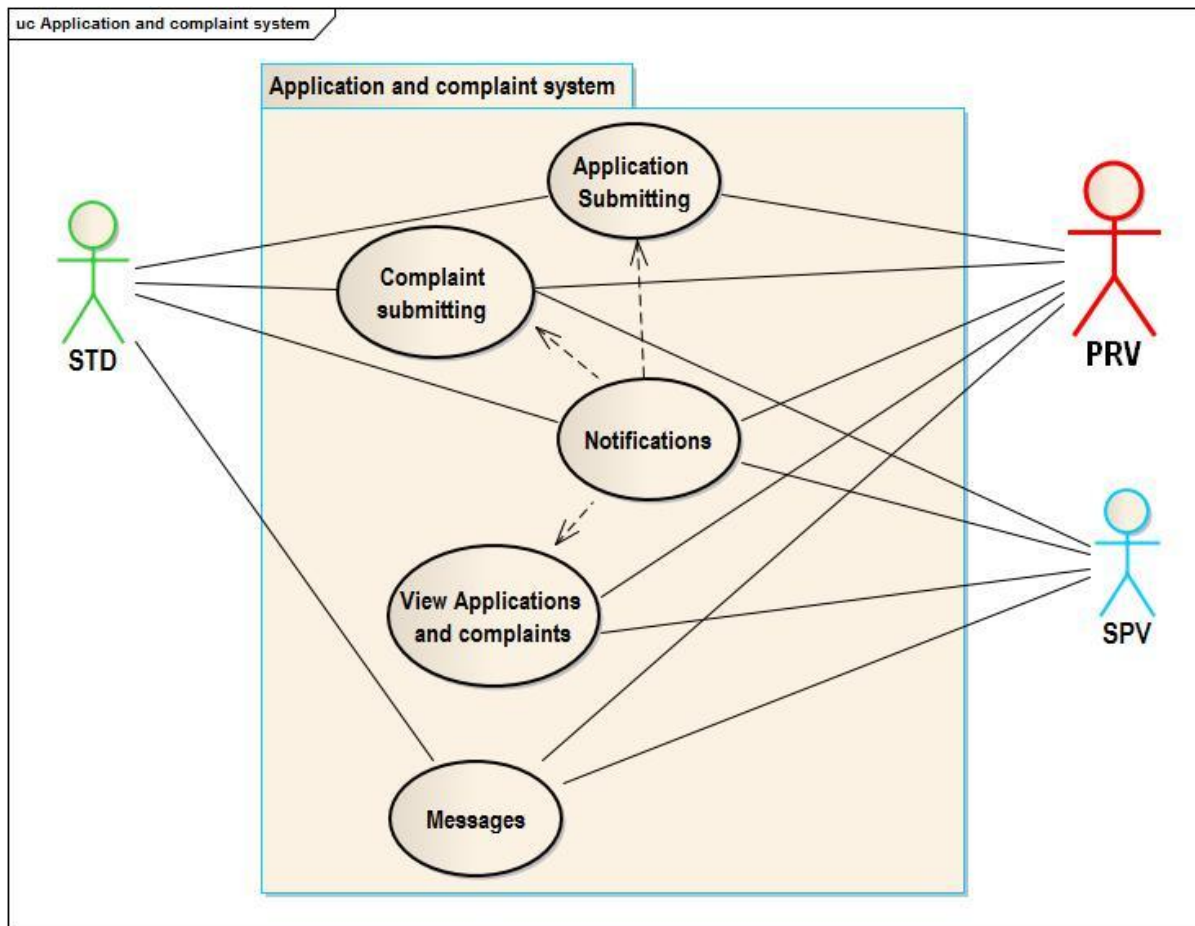 uc Application and complaint system
Application and complaint system
Application
Submitting
Complaint
submitting
STD
PRV
Notifications
View Applications
and complaints
SPV
Messages